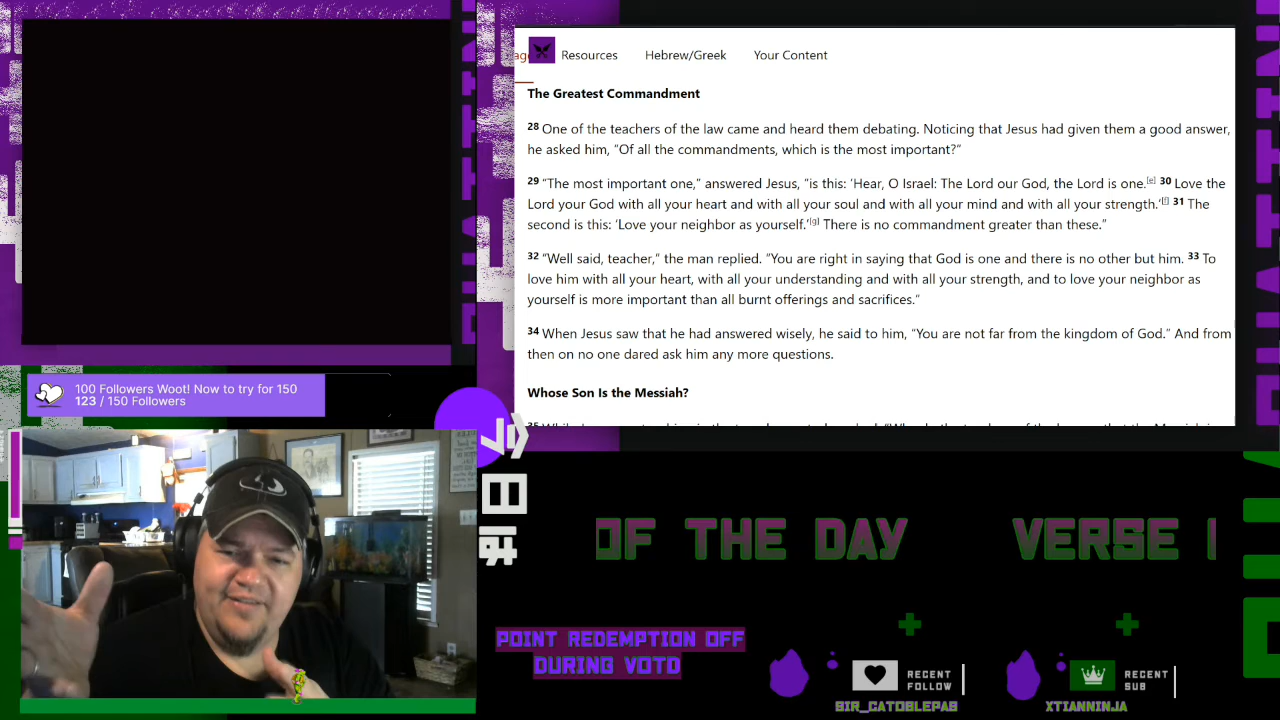 Resources Hebrew/Greek Your Content
The Greatest Commandment
28 One of the teachers of the law came and heard them debating. Noticing that Jesus had given them a good answer,
he asked him, “Of all the commandments, which is the most important?”
29 “The most important one,” answered Jesus, “is this: ‘Hear, O Israel: The Lord our God, the Lord is one.[e] 30 Love the
Lord your God with all your heart and with all your soul and with all your mind and with all your strength.’[f] 31 The
second is this: ‘Love your neighbor as yourself.’[g] There is no commandment greater than these.”
32 “Well said, teacher,” the man replied. “You are right in saying that God is one and there is no other but him. 33 To
love him with all your heart, with all your understanding and with all your strength, and to love your neighbor as
yourself is more important than all burnt offerings and sacrifices.”
34 When Jesus saw that he had answered wisely, he said to him, “You are not far from the kingdom of God.” And from
then on no one dared ask him any more questions.
Whose Son Is the Messiah?
100 Followers Woot! Now to try for 150
123 / 150 Followers
OF THE DAY VERSE
POINT REDEMPTION OFF
DURING VOTD
RECENT
FOLLOW
SIR_CATOBLEPAS
RECENT
SUB
XTIANNINJA